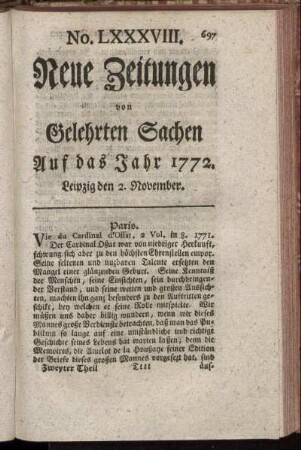 No. LXXXVIII. 697
Neue Zeitungen
von
Gelehrten Sachen
Auf das Jahr 1772.
Leipzig den 2. November.
Paris.
Vie du Cardinal d'Ossat, 2 Vol. in 8. 1771.
Der Cardinal Ossat war von niedriger Herkunft,
schwung sich aber zu den höchsten Ehrenstellen empor.
Seine seltenen und nutzbaren Talente ersetzten den
Mangel einer glänzenden Geburt. Seine Kenntniß
der Menschen, seine Einsichten, sein durchdringen-
der Verstand, und seine weiten und großen Aussich-
ten, machten ihn ganz besonders zu den Auftritten ge-
schikt, bey welchen er seine Rolle mitspielte. Wir
müßten uns daher billig wundern, wenn wir dieses
Mannes große Verdienste betrachten, daß man das Pu-
blikum so lange auf eine umständliche und richtige
Geschichte seines Lebens hat warten lassen; denn die
Memoires, die Amelot de la Houssaye seiner Edition
der Briefe dieses großen Mannes vorgesetzt hat, sind
Zweyter Theil Tttt aus-